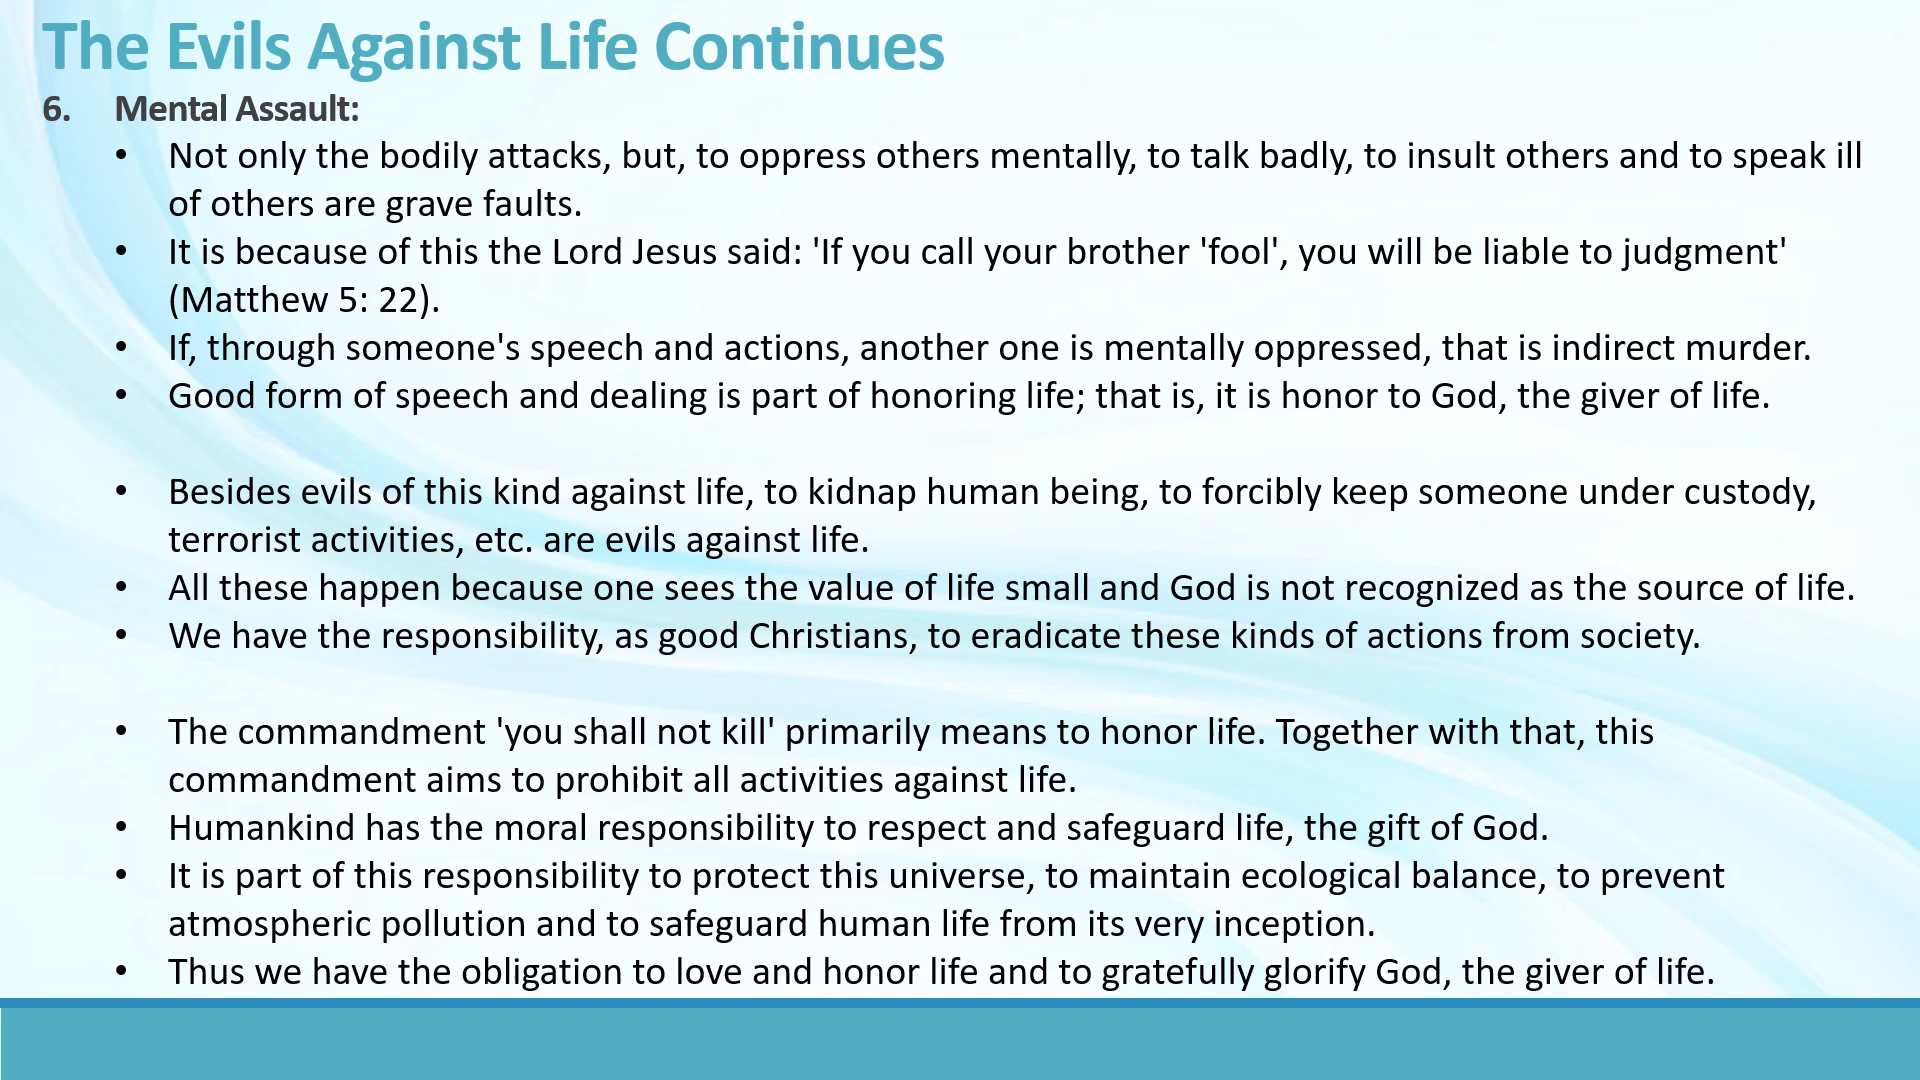 The Evils Against Life Continues
6. Mental Assault:
• Not only the bodily attacks, but, to oppress others mentally, to talk badly, to insult others and to speak ill
of others are grave faults.
• It is because of this the Lord Jesus said: 'If you call your brother 'fool', you will be liable to judgment'
(Matthew 5: 22).
• If, through someone's speech and actions, another one is mentally oppressed, that is indirect murder.
• Good form of speech and dealing is part of honoring life; that is, it is honor to God, the giver of life.
• Besides evils of this kind against life, to kidnap human being, to forcibly keep someone under custody,
terrorist activities, etc. are evils against life.
• All these happen because one sees the value of life small and God is not recognized as the source of life.
• We have the responsibility, as good Christians, to eradicate these kinds of actions from society.
• The commandment 'you shall not kill' primarily means to honor life. Together with that, this
commandment aims to prohibit all activities against life.
• Humankind has the moral responsibility to respect and safeguard life, the gift of God.
• It is part of this responsibility to protect this universe, to maintain ecological balance, to prevent
atmospheric pollution and to safeguard human life from its very inception.
• Thus we have the obligation to love and honor life and to gratefully glorify God, the giver of life.